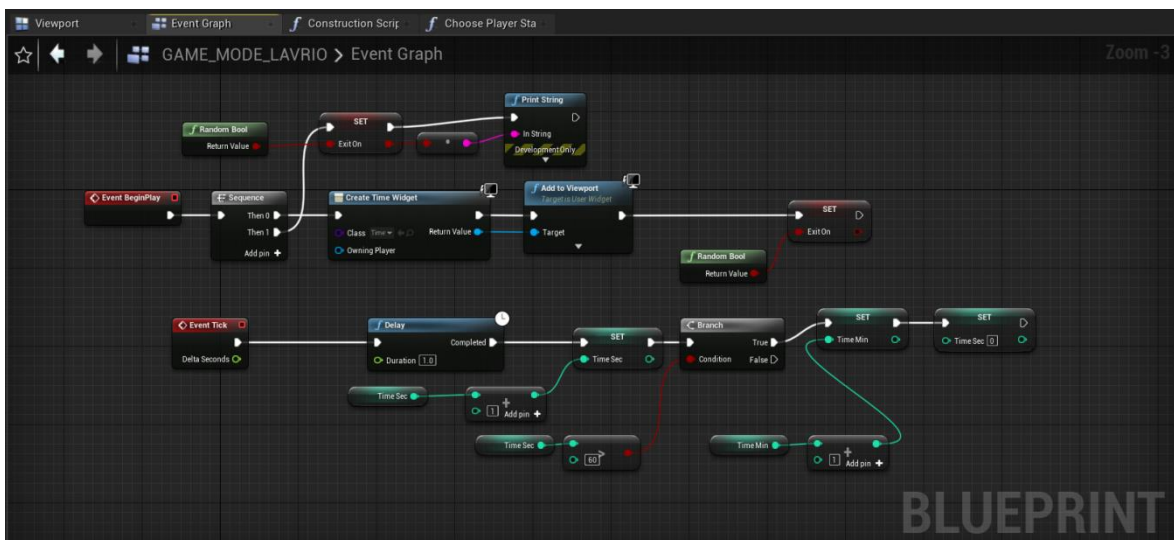 Viewport
Event Graph
Construction Scrip
Choose Player Sta
GAME_MODE_LAVRIO > Event Graph
Zoom -3
Print String
In String
Development Only
Random Bool
Return Value
SET
Exit On
Event BeginPlay
Sequence
Then 0
Then 1
Add pin +
Create Time Widget
Class Time
Return Value
Owning Player
Add to Viewport
Target is User Widget
Target
SET
Exit On
Random Bool
Return Value
Event Tick
Delta Seconds
Delay
Completed
Duration 1.0
SET
Time Sec
Branch
True
Condition
False
SET
Time Min
SET
Time Sec 0
Time Sec
+
1 Add pin +
Time Sec
60 >
Time Min
+
1 Add pin +
BLUEPRINT